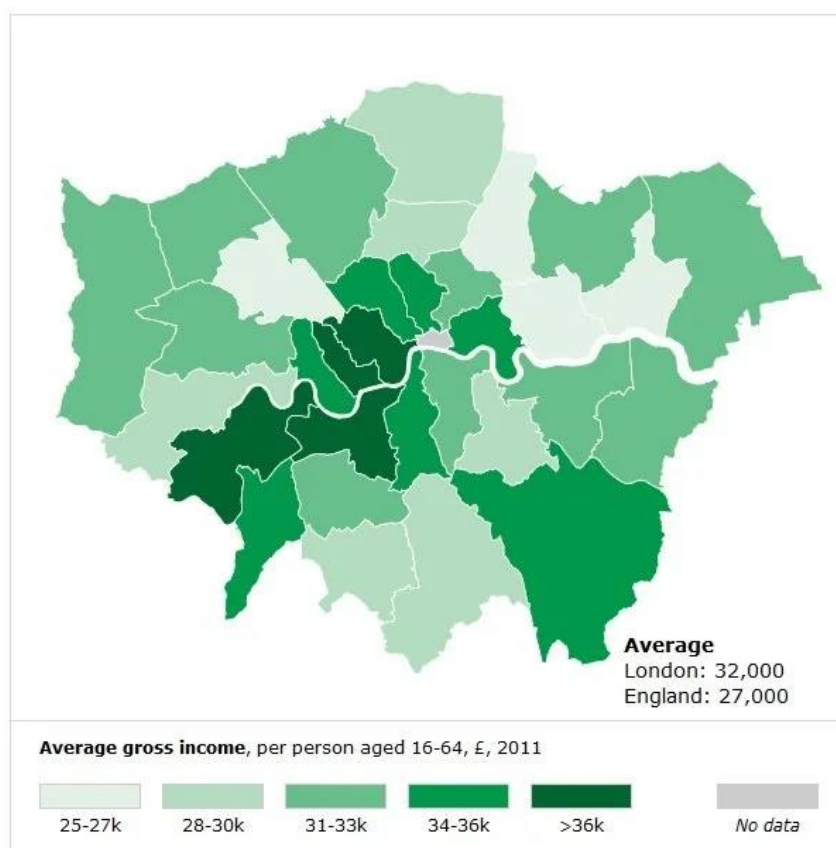 Average
London: 32,000
England: 27,000
Average gross income, per person aged 16-64, £, 2011
25-27k
28-30k
31-33k
34-36k
>36k
No data